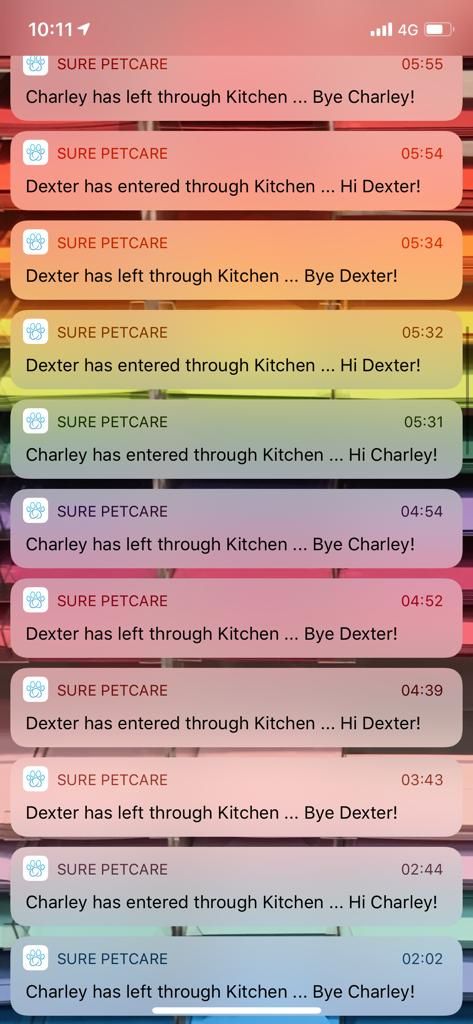 10:11
4G
SURE PETCARE 05:55
Charley has left through Kitchen ... Bye Charley!
SURE PETCARE 05:54
Dexter has entered through Kitchen ... Hi Dexter!
SURE PETCARE 05:34
Dexter has left through Kitchen ... Bye Dexter!
SURE PETCARE 05:32
Dexter has entered through Kitchen ... Hi Dexter!
SURE PETCARE 05:31
Charley has entered through Kitchen ... Hi Charley!
SURE PETCARE 04:54
Charley has left through Kitchen ... Bye Charley!
SURE PETCARE 04:52
Dexter has left through Kitchen ... Bye Dexter!
SURE PETCARE 04:39
Dexter has entered through Kitchen ... Hi Dexter!
SURE PETCARE 03:43
Dexter has left through Kitchen ... Bye Dexter!
SURE PETCARE 02:44
Charley has entered through Kitchen ... Hi Charley!
SURE PETCARE 02:02
Charley has left through Kitchen ... Bye Charley!